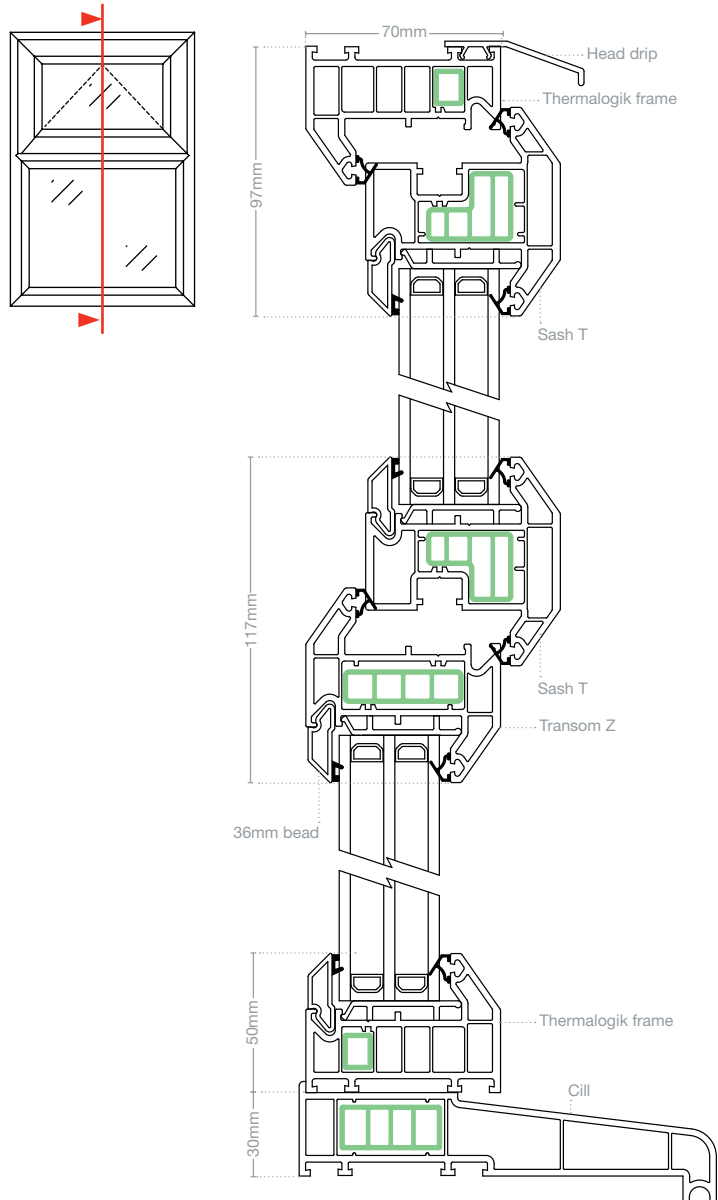 70mm
Head drip
Thermalogik frame
97mm
Sash T
117mm
Sash T
Transom Z
36mm bead
50mm
Thermalogik frame
Cill
30mm